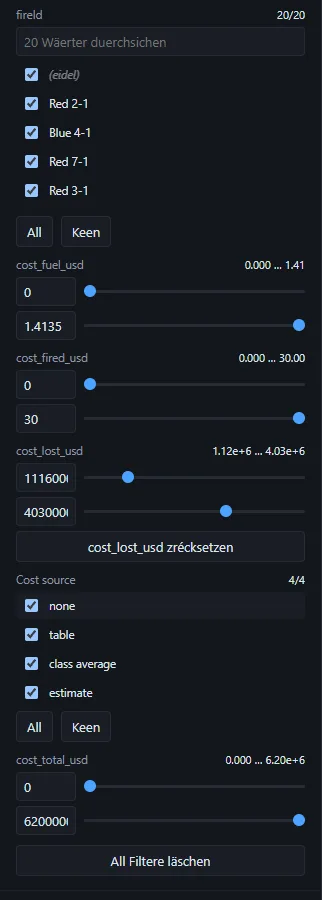 fireId 20/20
20 Wäerter duerchsichen
(eidel)
Red 2-1
Blue 4-1
Red 7-1
Red 3-1
All Keen
cost_fuel_usd 0.000 ... 1.41
0
1.4135
cost_fired_usd 0.000 ... 30.00
0
30
cost_lost_usd 1.12e+6 ... 4.03e+6
111600
403000
cost_lost_usd zrécksetzen
Cost source 4/4
none
table
class average
estimate
All Keen
cost_total_usd 0.000 ... 6.20e+6
0
620000
All Filtere läschen